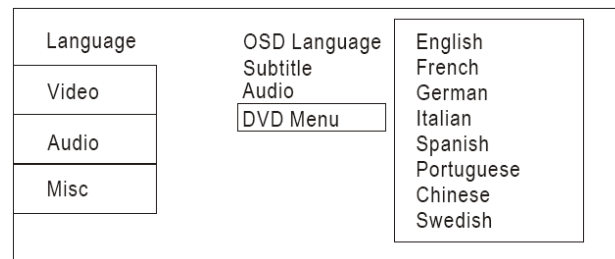 Language
Video
Audio
Misc
OSD Language
Subtitle
Audio
DVD Menu
English
French
German
Italian
Spanish
Portuguese
Chinese
Swedish